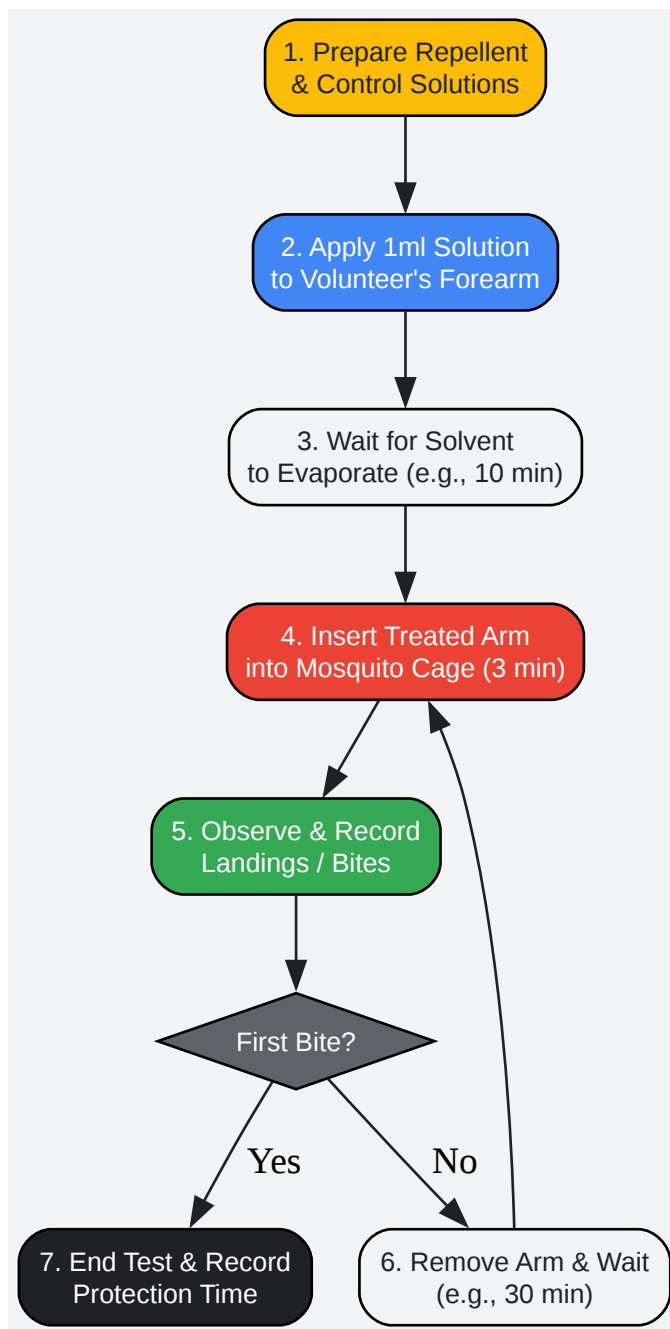 1. Prepare Repellent
& Control Solutions
2. Apply 1ml Solution
to Volunteer's Forearm
3. Wait for Solvent
to Evaporate (e.g., 10 min)
4. Insert Treated Arm
into Mosquito Cage (3 min)
5. Observe & Record
Landings / Bites
First Bite?
Yes
No
7. End Test & Record
Protection Time
6. Remove Arm & Wait
(e.g., 30 min)